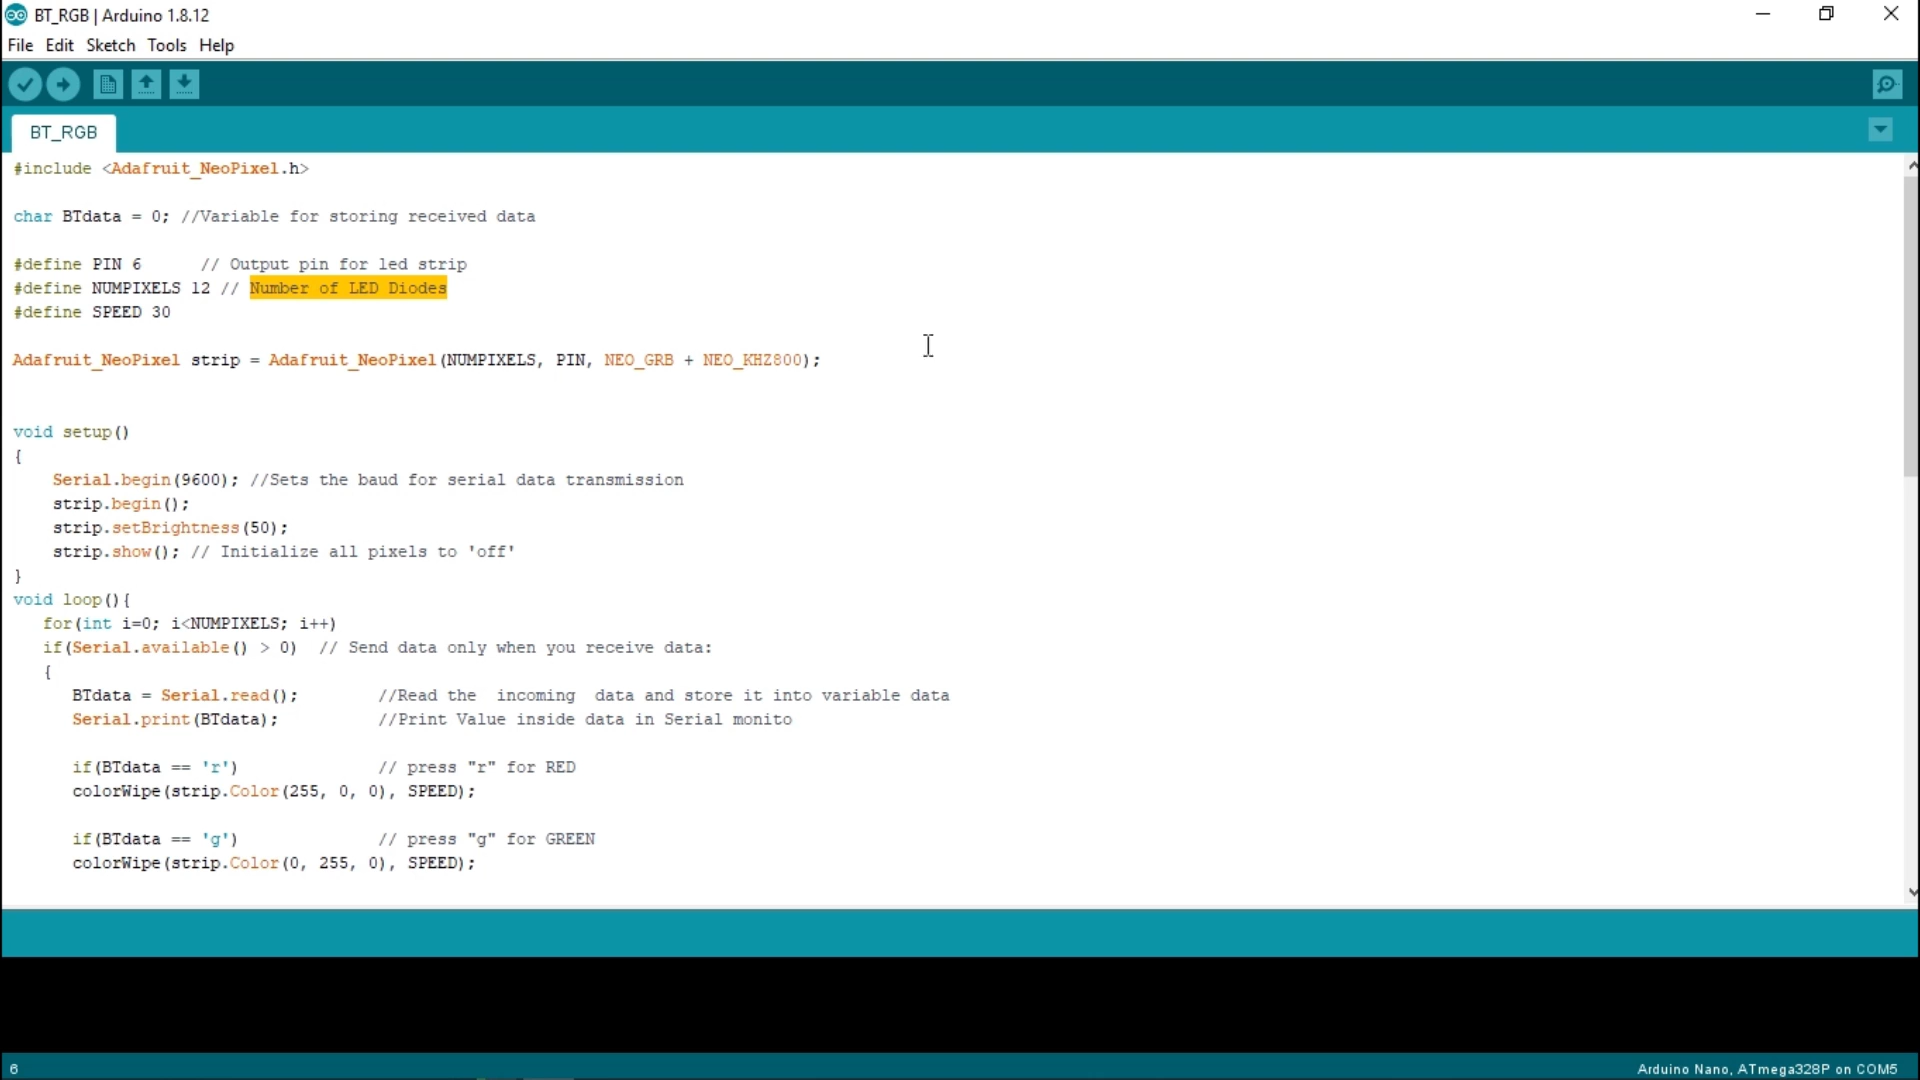 BT_RGB | Arduino 1.8.12
File Edit Sketch Tools Help
BT_RGB
#include <Adafruit_NeoPixel.h>
char BTdata = 0; //Variable for storing received data
#define PIN 6 // Output pin for led strip
#define NUMPIXELS 12 // Number of LED Diodes
#define SPEED 30
Adafruit_NeoPixel strip = Adafruit_NeoPixel(NUMPIXELS, PIN, NEO_GRB + NEO_KHZ800);
void setup()
{
Serial.begin(9600); //Sets the baud for serial data transmission
strip.begin();
strip.setBrightness(50);
strip.show(); // Initialize all pixels to 'off'
}
void loop(){
for(int i=0; i<NUMPIXELS; i++)
if(Serial.available() > 0) // Send data only when you receive data:
{
BTdata = Serial.read(); //Read the incoming data and store it into variable data
Serial.print(BTdata); //Print Value inside data in Serial monito
if(BTdata == 'r') // press "r" for RED
colorWipe(strip.Color(255, 0, 0), SPEED);
if(BTdata == 'g') // press "g" for GREEN
colorWipe(strip.Color(0, 255, 0), SPEED);
6
Arduino Nano, ATmega328P on COM5